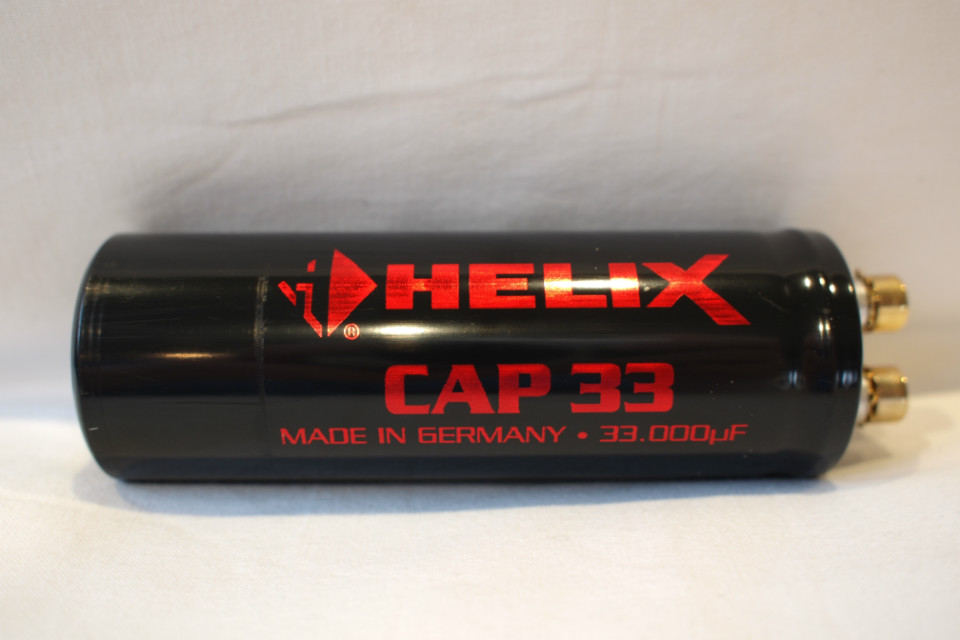 HELIX
®
CAP 33
MADE IN GERMANY • 33.000µF